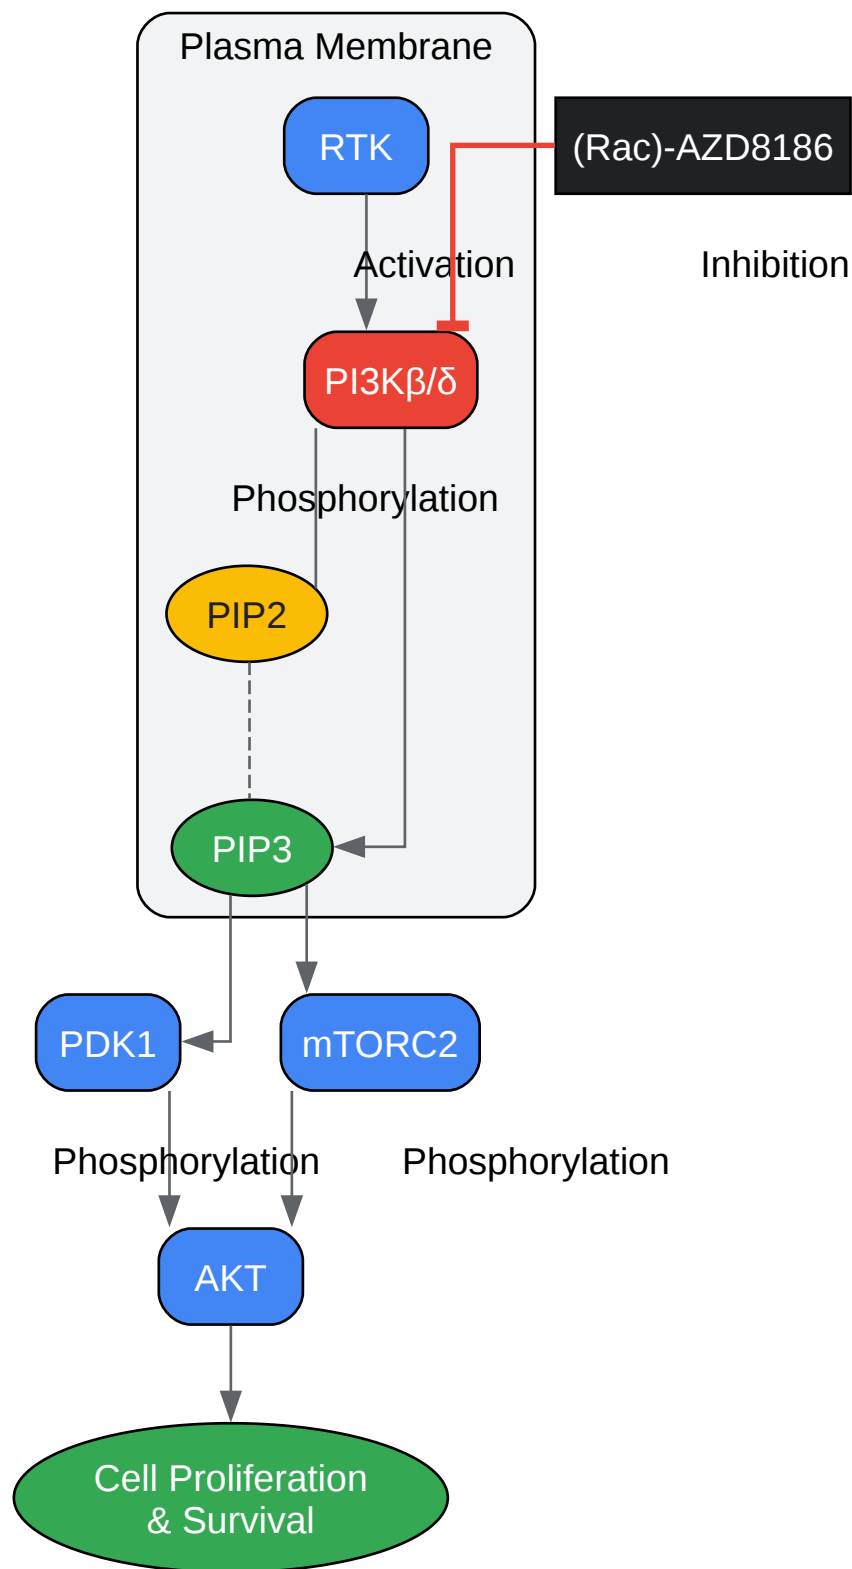 Plasma Membrane
RTK
(Rac)-AZD8186
Activation
Inhibition
PI3Kβ/δ
Phosphorylation
PIP2
PIP3
PDK1
mTORC2
Phosphorylation
Phosphorylation
AKT
Cell Proliferation
& Survival